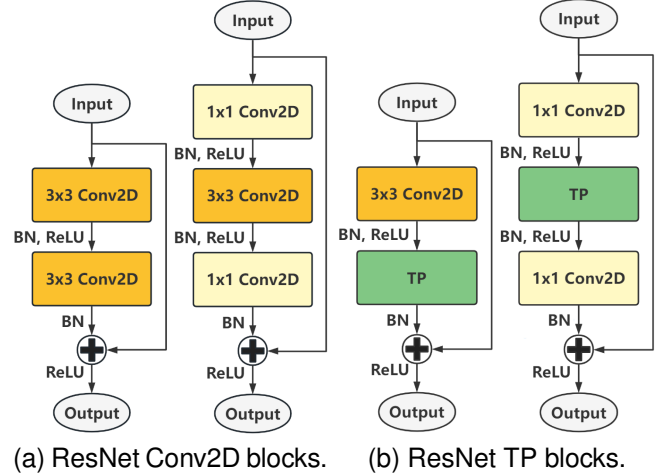 Input
3x3 Conv2D
BN, ReLU
3x3 Conv2D
BN
ReLU
Output
Input
1x1 Conv2D
BN, ReLU
3x3 Conv2D
BN, ReLU
1x1 Conv2D
BN
ReLU
Output
(a) ResNet Conv2D blocks.
Input
3x3 Conv2D
BN, ReLU
TP
BN
ReLU
Output
Input
1x1 Conv2D
BN, ReLU
TP
BN, ReLU
1x1 Conv2D
BN
ReLU
Output
(b) ResNet TP blocks.